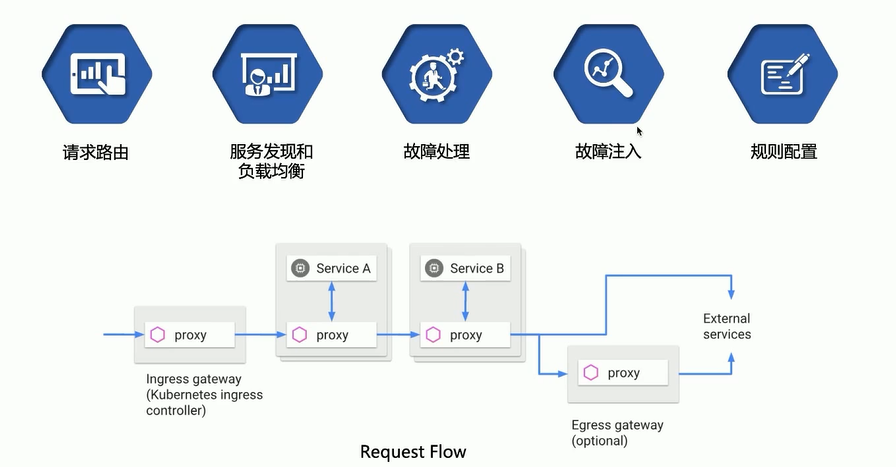 请求路由
服务发现和
负载均衡
故障处理
故障注入
规则配置
Service A
Service B
proxy
proxy
proxy
External
services
proxy
Ingress gateway
(Kubernetes ingress
controller)
Egress gateway
(optional)
Request Flow